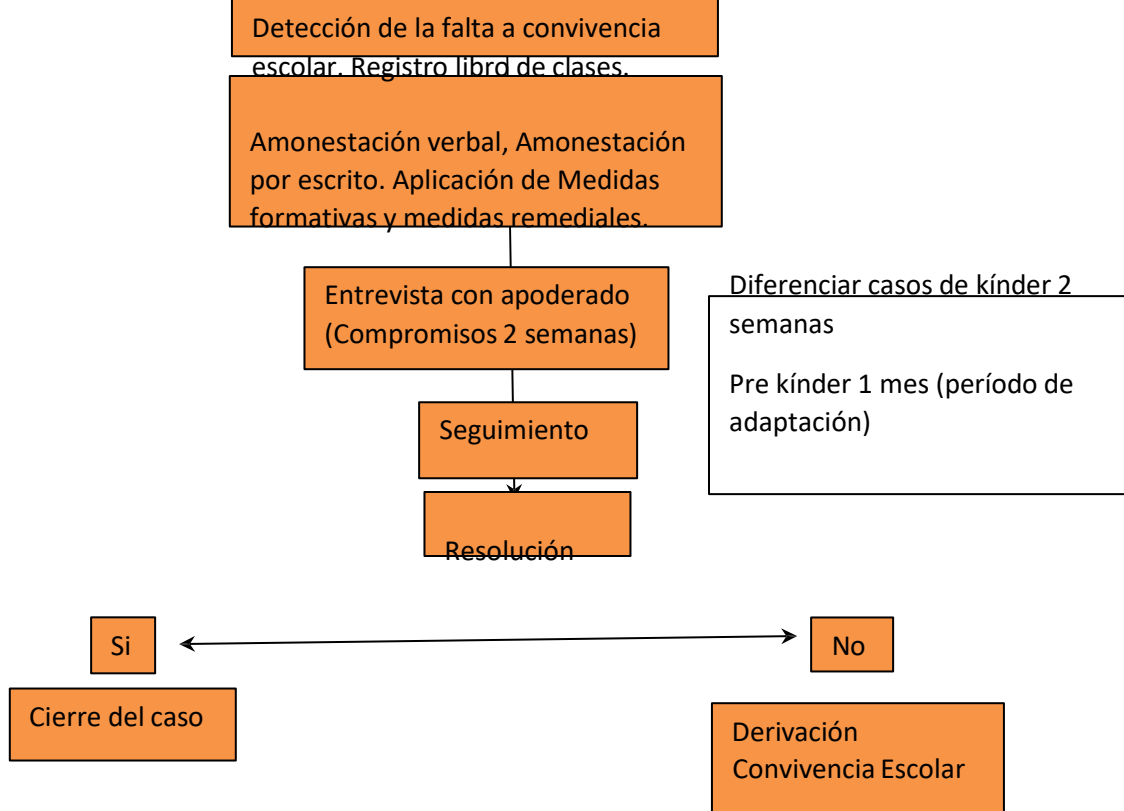 Detección de la falta a convivencia
escolar. Registro libro de clases.
Amonestación verbal, Amonestación
por escrito. Aplicación de Medidas
formativas y medidas remediales.
Entrevista con apoderado
(Compromisos 2 semanas)
Diferenciar casos de kínder 2
semanas
Pre kínder 1 mes (período de
adaptación)
Seguimiento
Resolución
Si
No
Cierre del caso
Derivación
Convivencia Escolar